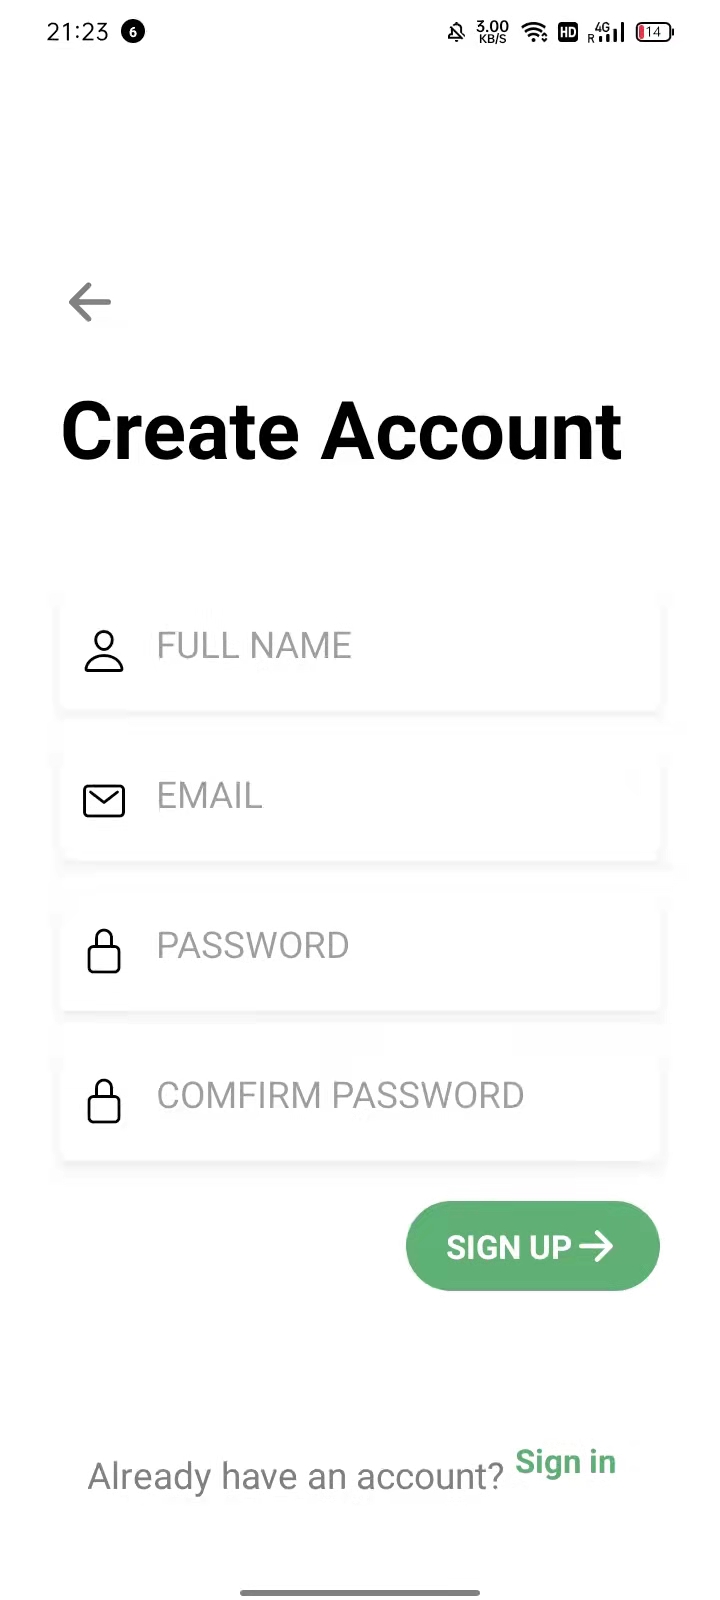 21:23 6 3.00 KB/S HD R 4G 14
Create Account
FULL NAME
EMAIL
PASSWORD
COMFIRM PASSWORD
SIGN UP
Already have an account? Sign in